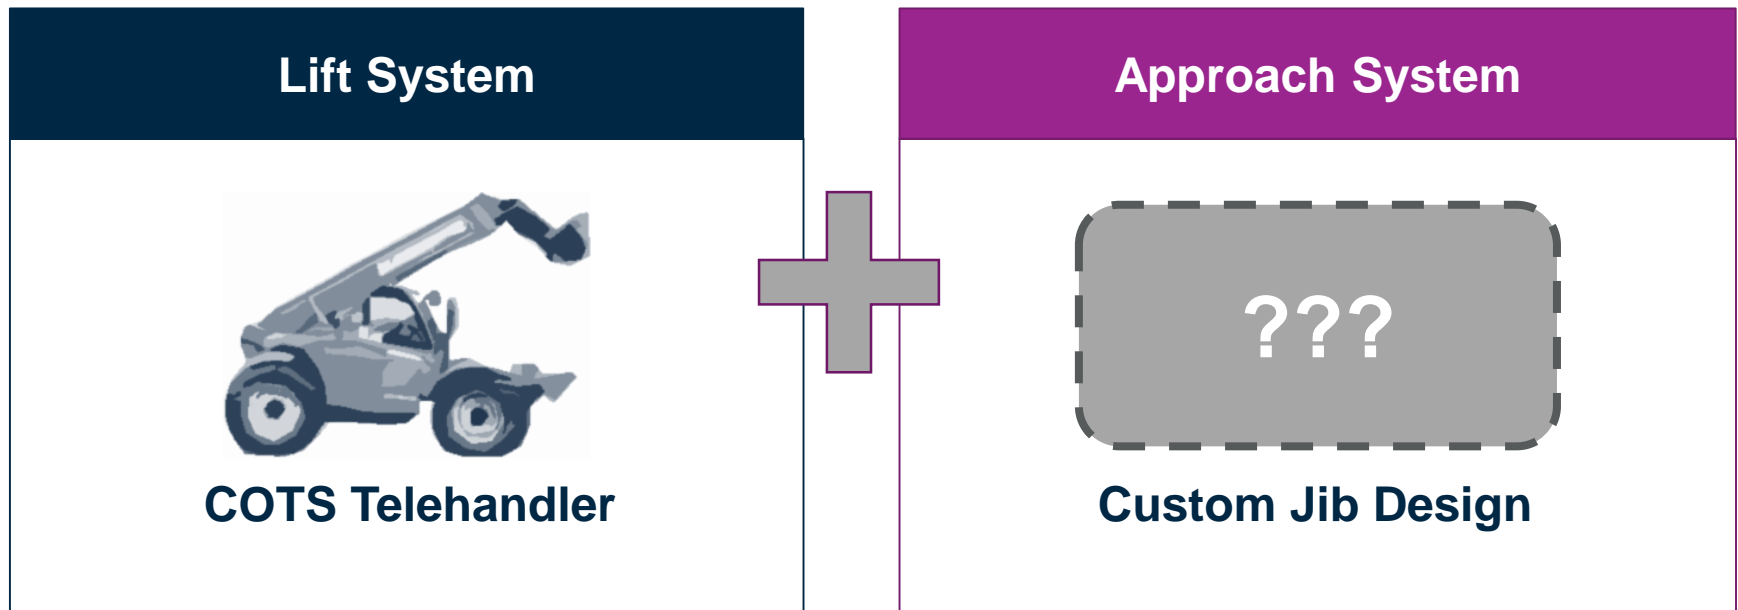 Lift System
Approach System
???
COTS Telehandler
Custom Jib Design